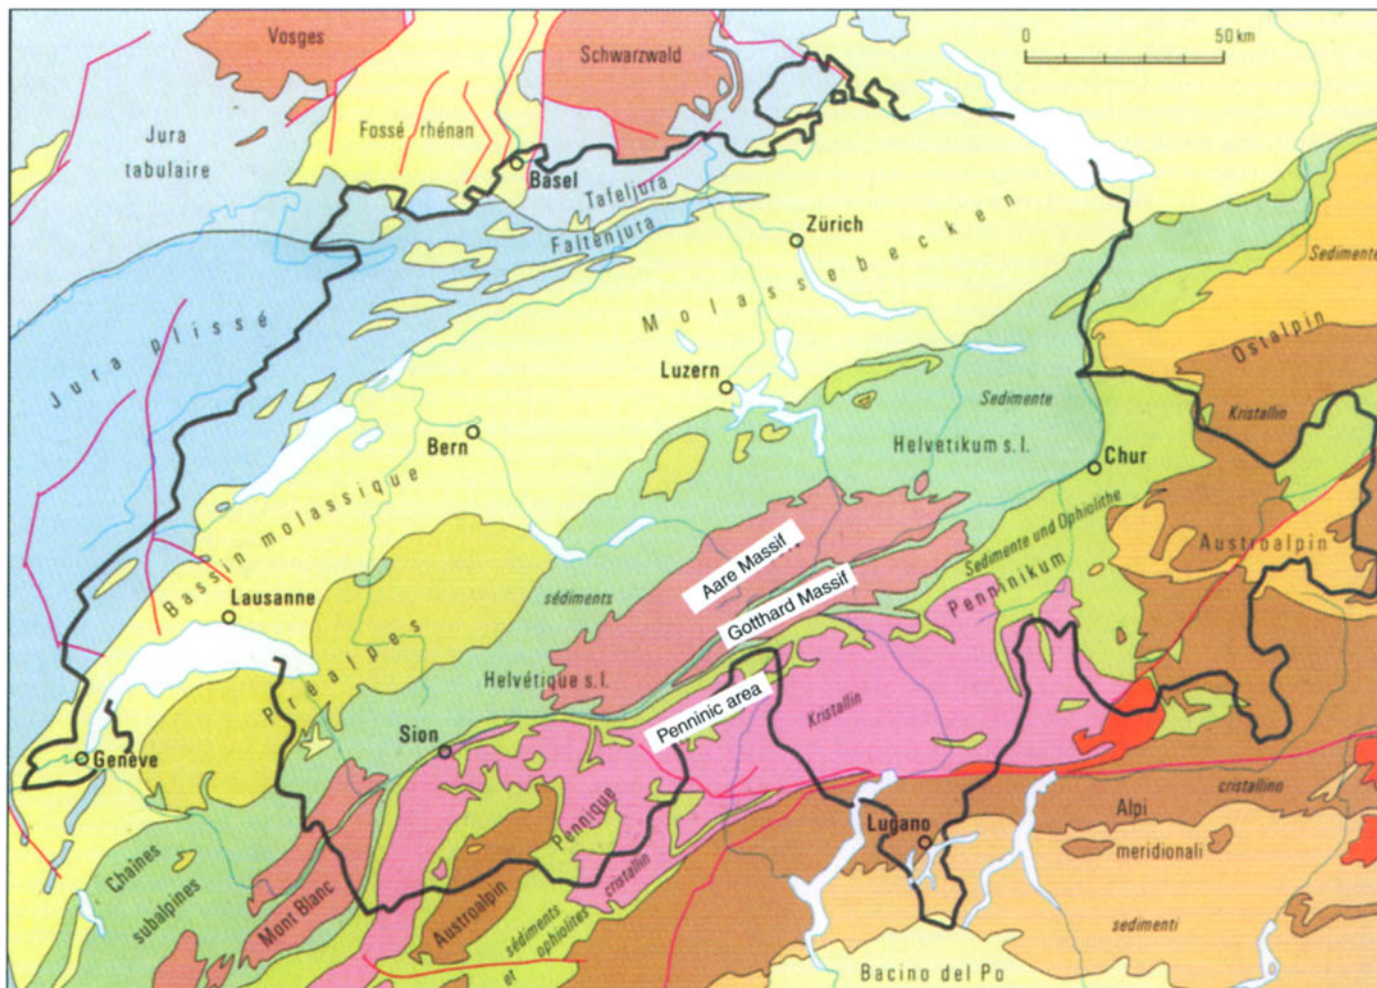 Vosges
Schwarzwald
0 50 km
Jura
tabulaire
Fossé rhénan
Basel
Tafeljura
Faltenjura
Zürich
Molassebecken
Sedimente
Jura plissé
Ostalpin
Luzern
Sedimente
Kristallin
Bern
Helvetikum s.l.
Chur
Bassin molassique
Sedimente und Ophiolithe
Aare Massif
Austroalpin
Gotthard Massif
Penninikum
Lausanne
sédiments
Préalpes
Helvétique s.l.
Penninic area
Kristallin
Sion
Genève
cristallino
Alpi
meridionali
Lugano
Pennique
cristallin
Chaînes
subalpines
Mont Blanc
Austroalpin
sédiments
et ophiolites
sedimenti
Bacino del Po